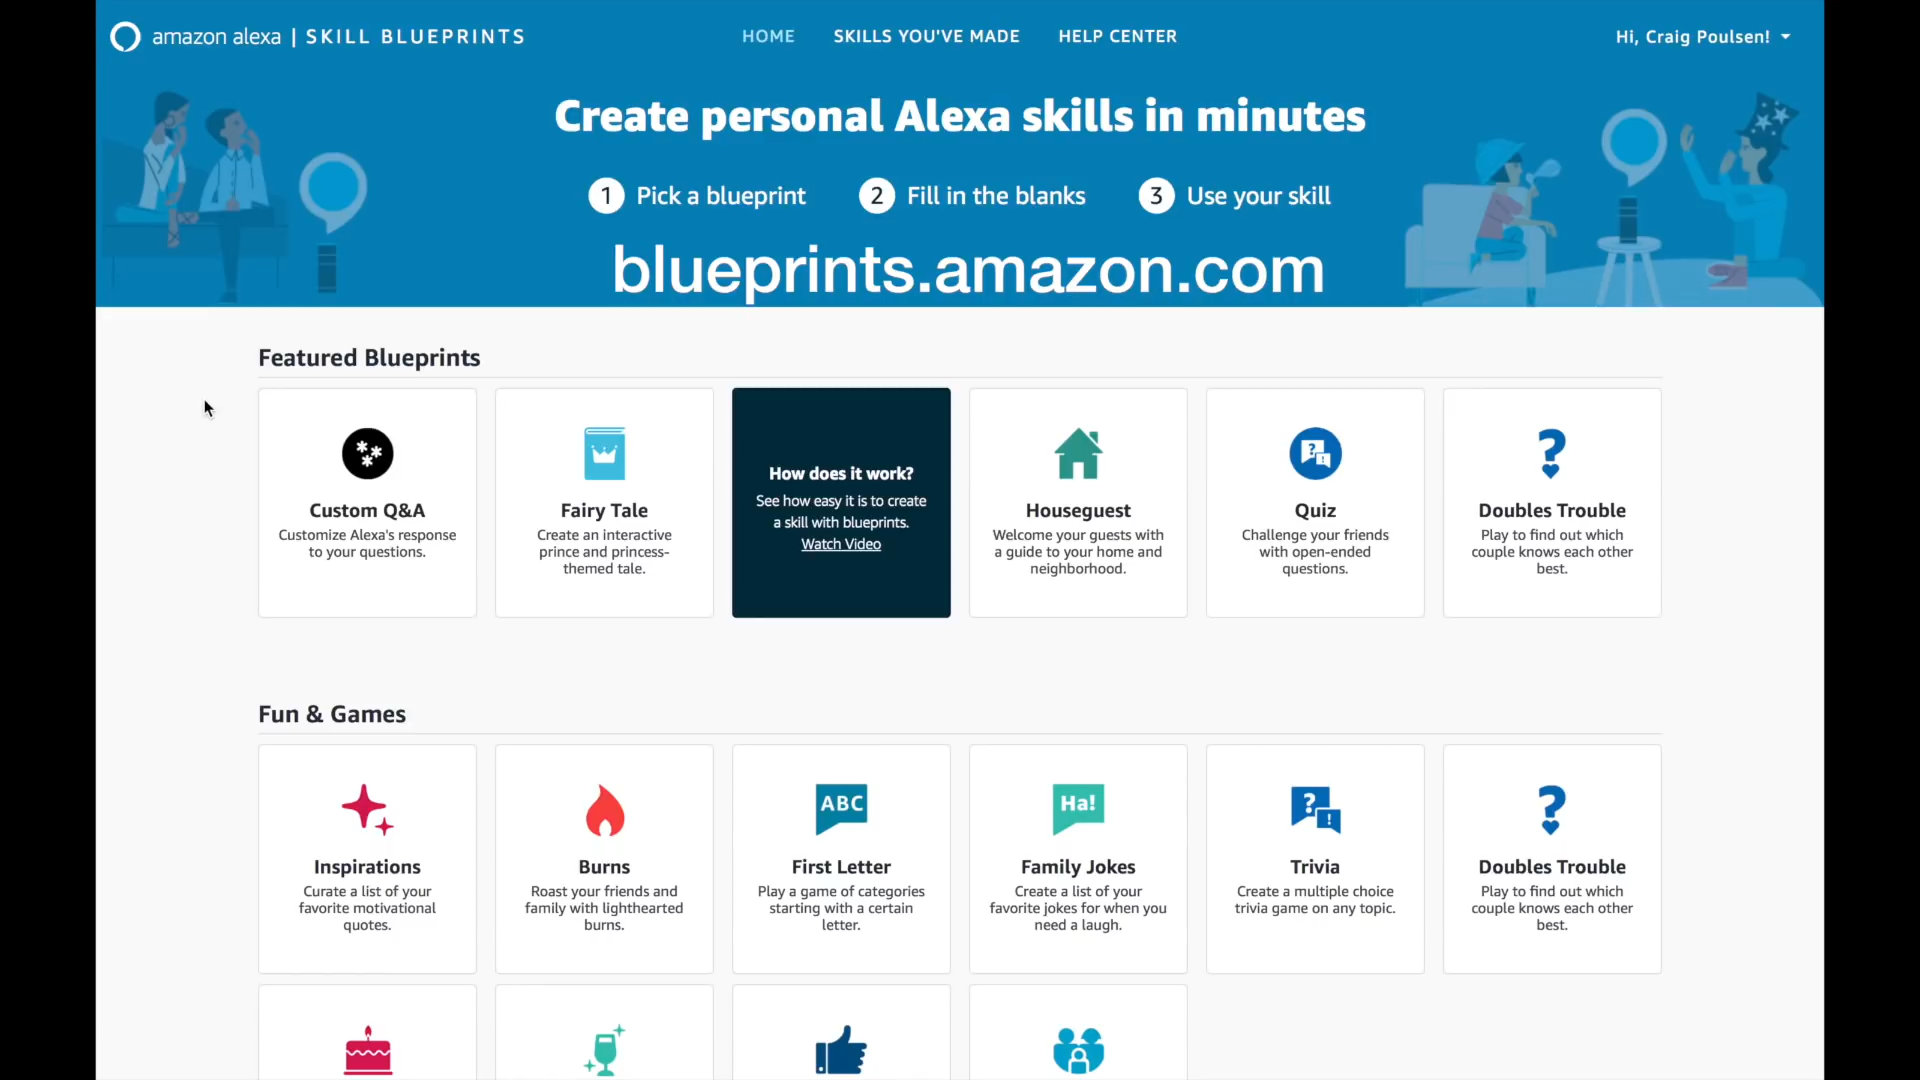 amazon alexa | SKILL BLUEPRINTS
HOME
SKILLS YOU'VE MADE
HELP CENTER
Hi, Craig Poulsen!
Create personal Alexa skills in minutes
1 Pick a blueprint
2 Fill in the blanks
3 Use your skill
blueprints.amazon.com
Featured Blueprints
Custom Q&A
Customize Alexa's response
to your questions.
Fairy Tale
Create an interactive
prince and princess-
themed tale.
How does it work?
See how easy it is to create
a skill with blueprints.
Watch Video
Houseguest
Welcome your guests with
a guide to your home and
neighborhood.
Quiz
Challenge your friends
with open-ended
questions.
Doubles Trouble
Play to find out which
couple knows each other
best.
Fun & Games
Inspirations
Curate a list of your
favorite motivational
quotes.
Burns
Roast your friends and
family with lighthearted
burns.
ABC
First Letter
Play a game of categories
starting with a certain
letter.
Ha!
Family Jokes
Create a list of your
favorite jokes for when you
need a laugh.
Trivia
Create a multiple choice
trivia game on any topic.
Doubles Trouble
Play to find out which
couple knows each other
best.